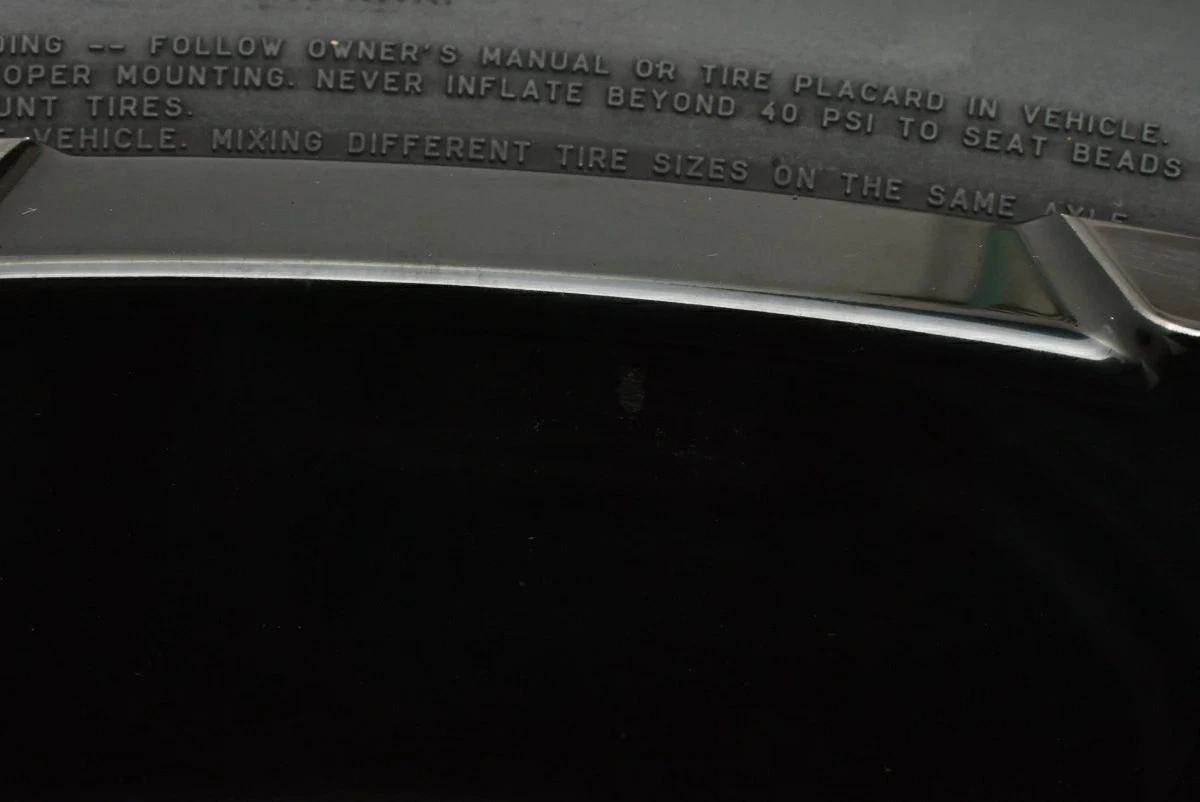 DING -- FOLLOW OWNER'S MANUAL OR TIRE PLACARD IN VEHICLE.
OPER MOUNTING. NEVER INFLATE BEYOND 40 PSI TO SEAT BEADS
UNT TIRES.
VEHICLE. MIXING DIFFERENT TIRE SIZES ON THE SAME AXLE